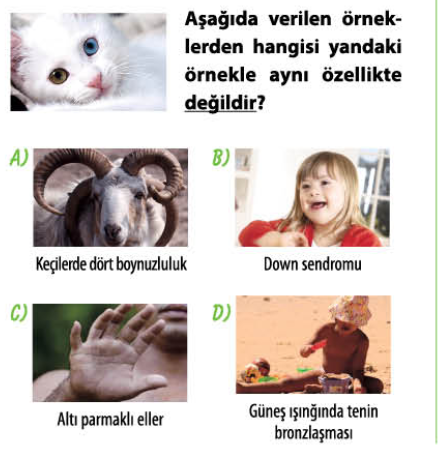 Aşağıda verilen örnek-
lerden hangisi yandaki
örnekle aynı özellikte
değildir?
A)
B)
Keçilerde dört boynuzluluk
Down sendromu
C)
D)
Altı parmaklı eller
Güneş ışınğında tenin
bronzlaşması